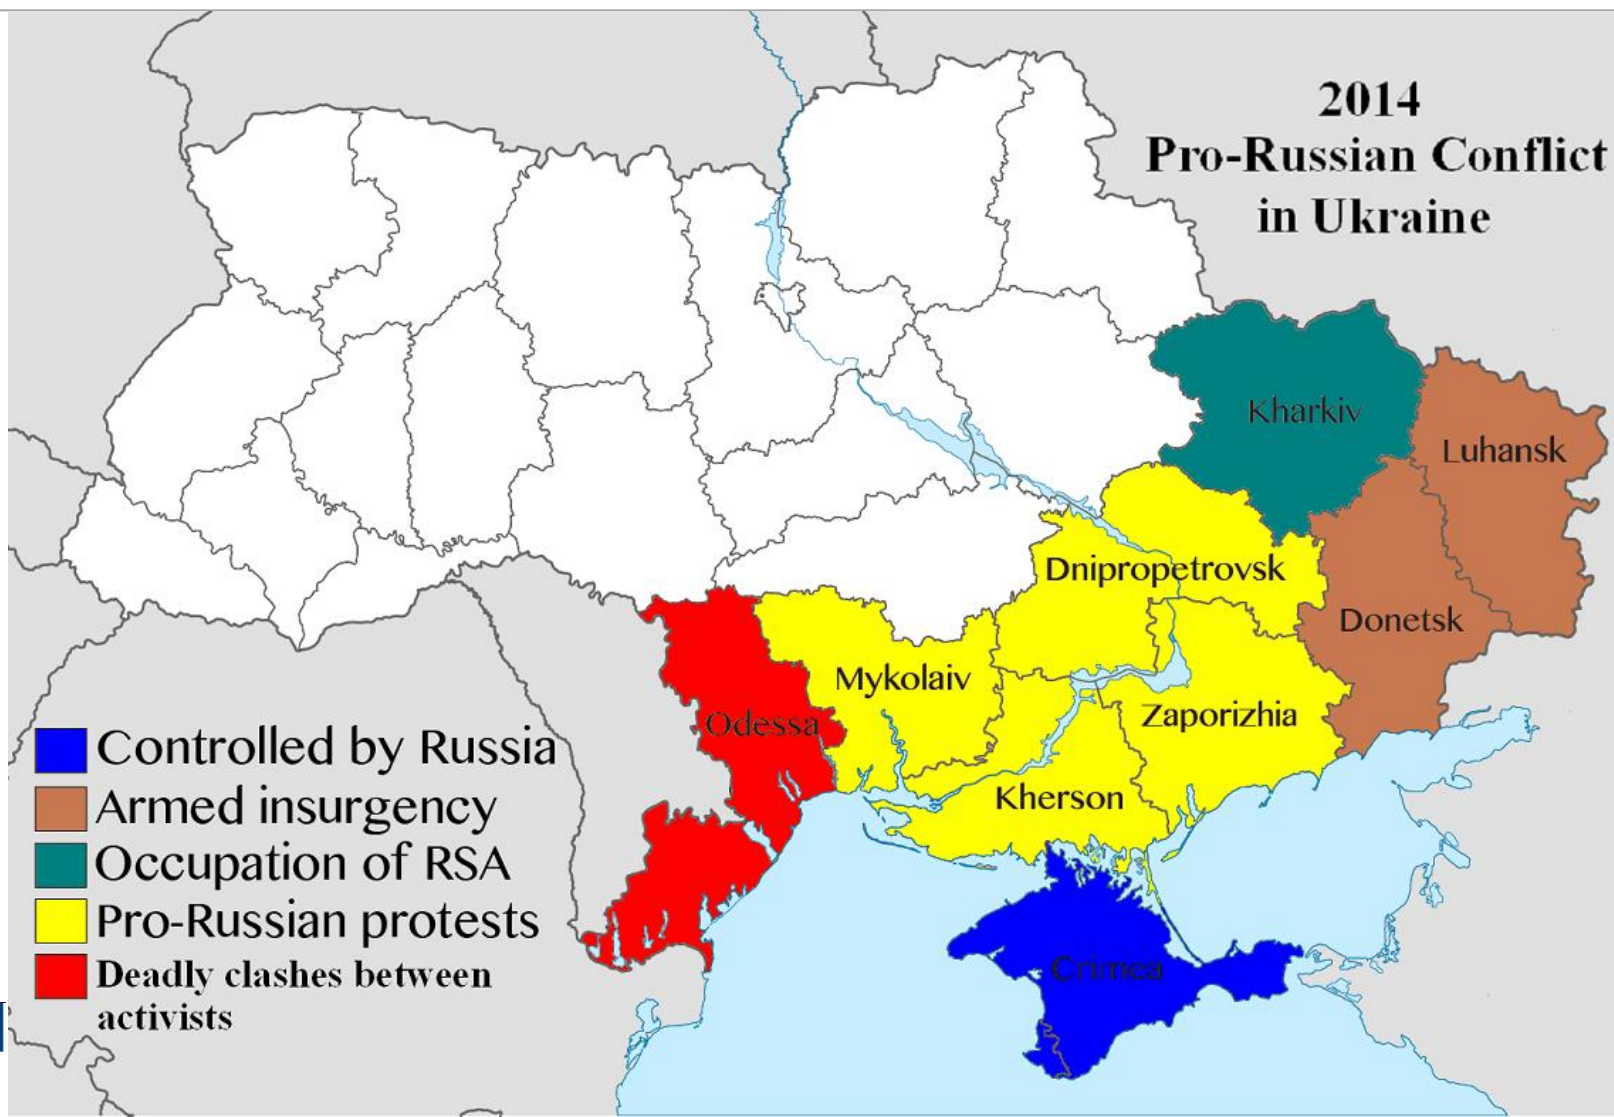 2014
Pro-Russian Conflict
in Ukraine
Kharkiv
Luhansk
Dnipropetrovsk
Donetsk
Mykolaiv
Zaporizhia
Odessa
Kherson
Crimea
Controlled by Russia
Armed insurgency
Occupation of RSA
Pro-Russian protests
Deadly clashes between
activists